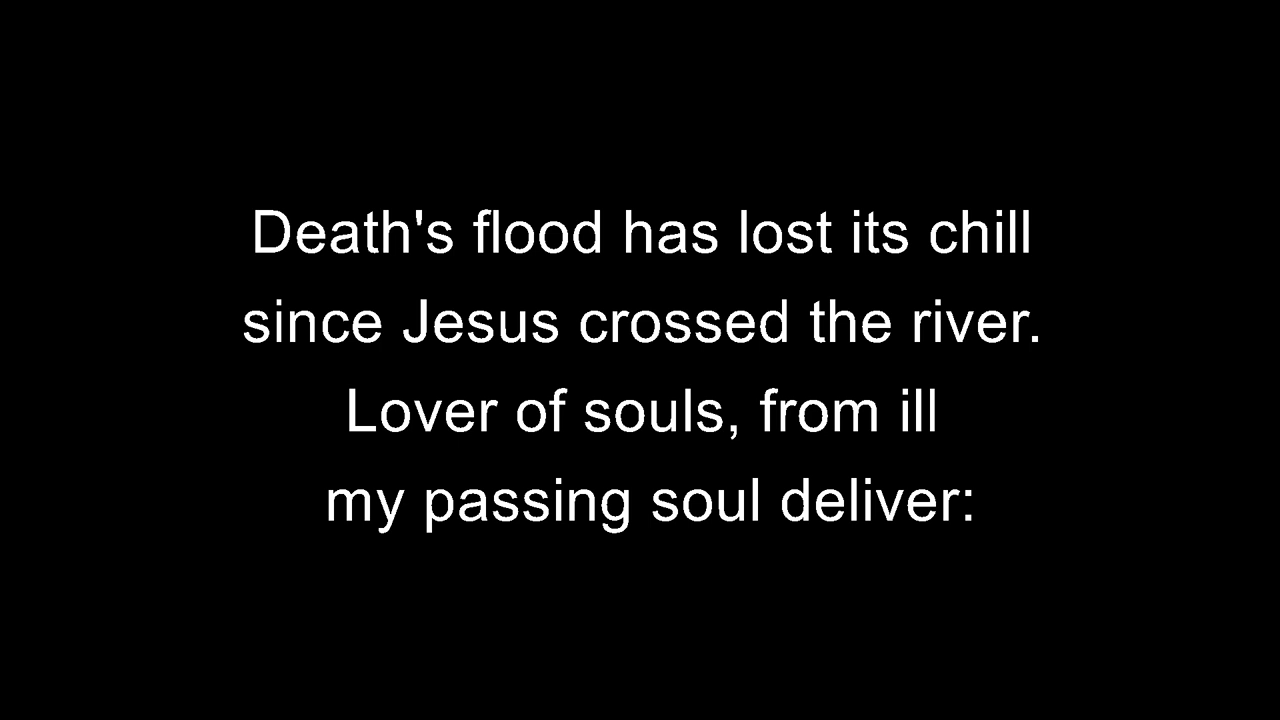 Death's flood has lost its chill
since Jesus crossed the river.
Lover of souls, from ill
my passing soul deliver: